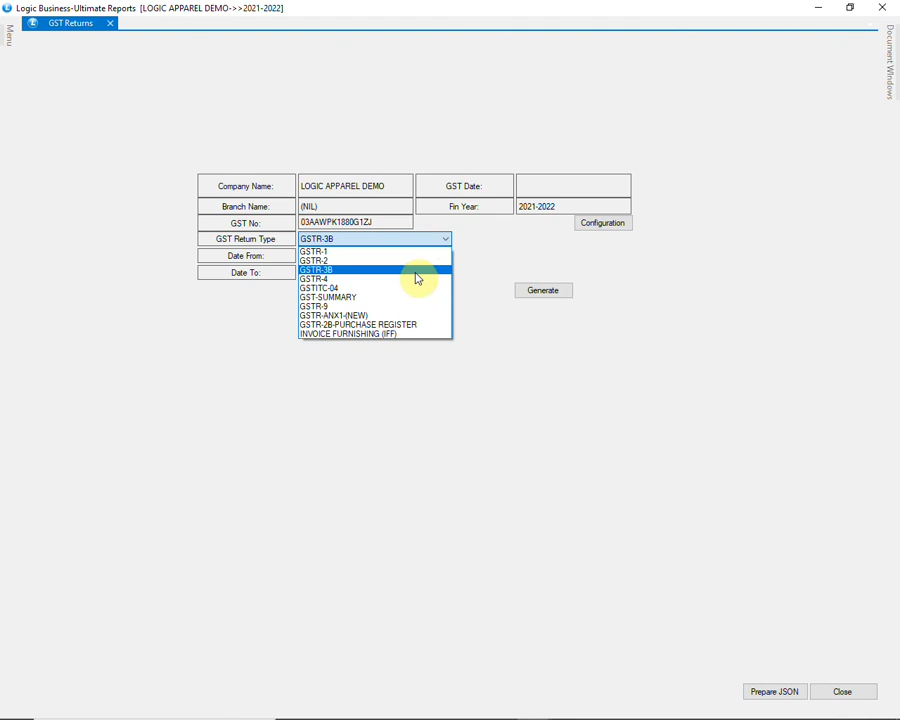 Logic Business-Ultimate Reports [LOGIC APPAREL DEMO->>2021-2022]
GST Returns
Menu
Document Windows
Company Name: LOGIC APPAREL DEMO GST Date:
Branch Name: (NIL) Fin Year: 2021-2022
GST No: 03AAWPK1880G1ZJ Configuration
GST Return Type GSTR-3B
Date From:
Date To:
GSTR-1
GSTR-2
GSTR-3B
GSTR-4
GSTITC-04
GST-SUMMARY
GSTR-9
GSTR-ANX1-(NEW)
GSTR-2B-PURCHASE REGISTER
INVOICE FURNISHING (IFF)
Generate
Prepare JSON Close